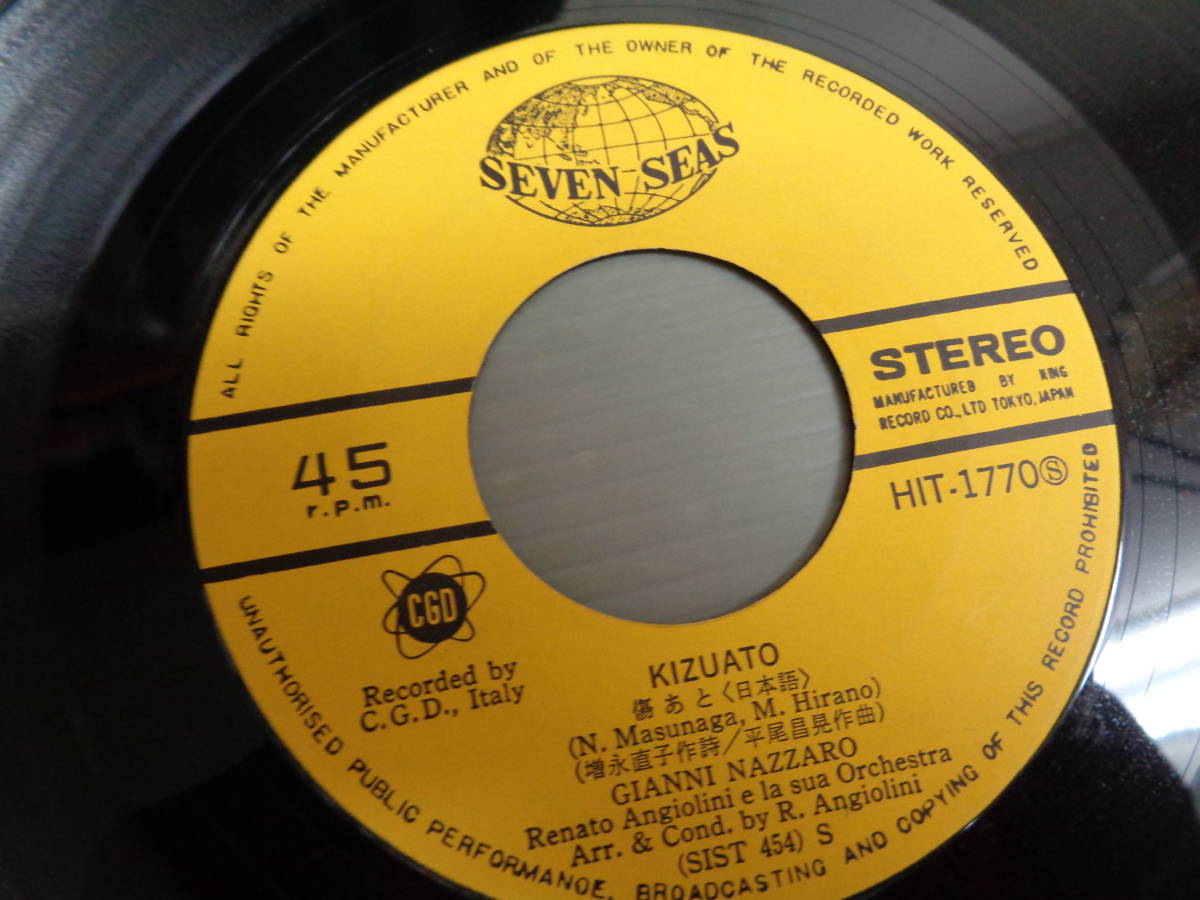 ALL RIGHTS OF THE MANUFACTURER AND OF THE OWNER OF THE RECORDED WORK RESERVED
SEVEN SEAS
STEREO
MANUFACTURED BY KING
RECORD CO., LTD TOKYO, JAPAN
45
r.p.m.
HIT-1770Ⓢ
CGD
Recorded by
C.G.D., Italy
KIZUATO
傷あと〈日本語〉
(N. Masunaga, M. Hirano)
(増永直子作詩/平尾昌晃作曲)
GIANNI NAZZARO
Renato Angiolini e la sua Orchestra
Arr. & Cond. by R. Angiolini
(SIST 454) S
UNAUTHORISED PUBLIC PERFORMANCE, BROADCASTING AND COPYING OF THIS RECORD PROHIBITED